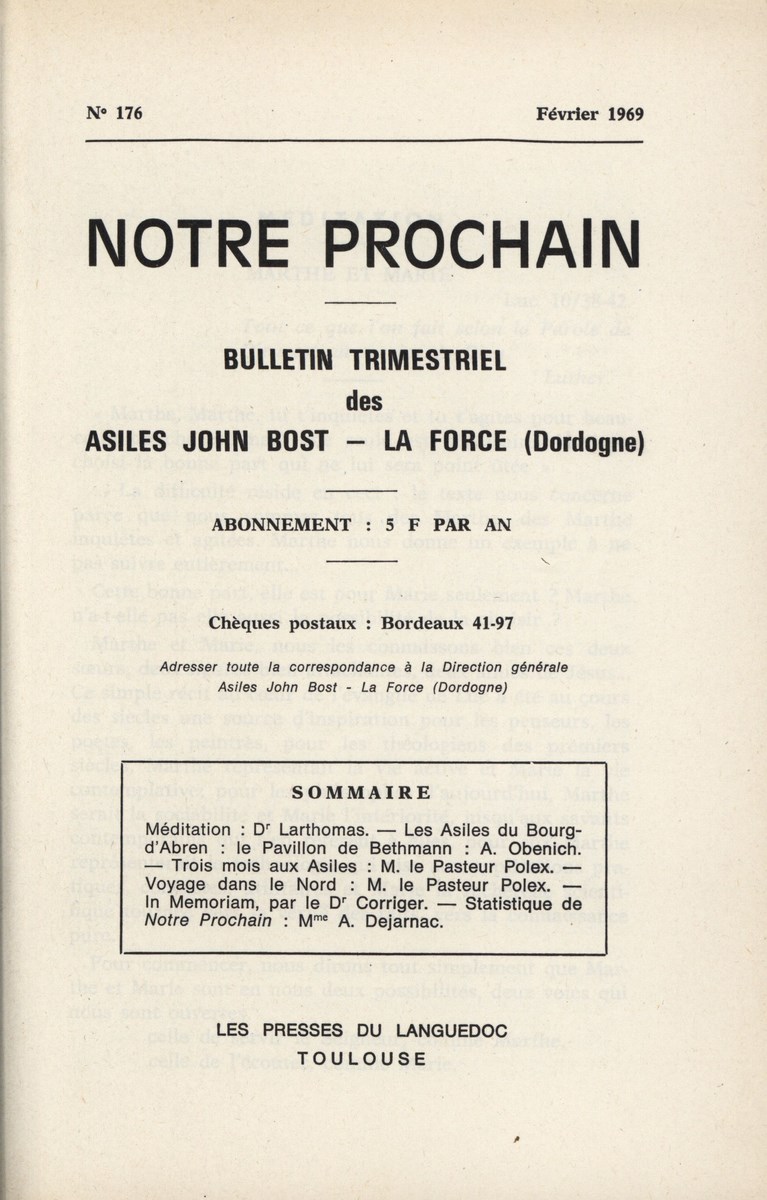 Nº 176 Février 1969
NOTRE PROCHAIN
BULLETIN TRIMESTRIEL
des
ASILES JOHN BOST – LA FORCE (Dordogne)
ABONNEMENT : 5 F PAR AN
Chèques postaux : Bordeaux 41-97
Adresser toute la correspondance à la Direction générale
Asiles John Bost - La Force (Dordogne)
SOMMAIRE
Méditation : Dr Larthomas. — Les Asiles du Bourg-
d'Abren : le Pavillon de Bethmann : A. Obenich.
— Trois mois aux Asiles : M. le Pasteur Polex. —
Voyage dans le Nord : M. le Pasteur Polex. —
In Memoriam, par le Dr Corriger. — Statistique de
Notre Prochain : Mme A. Dejarnac.
LES PRESSES DU LANGUEDOC
TOULOUSE